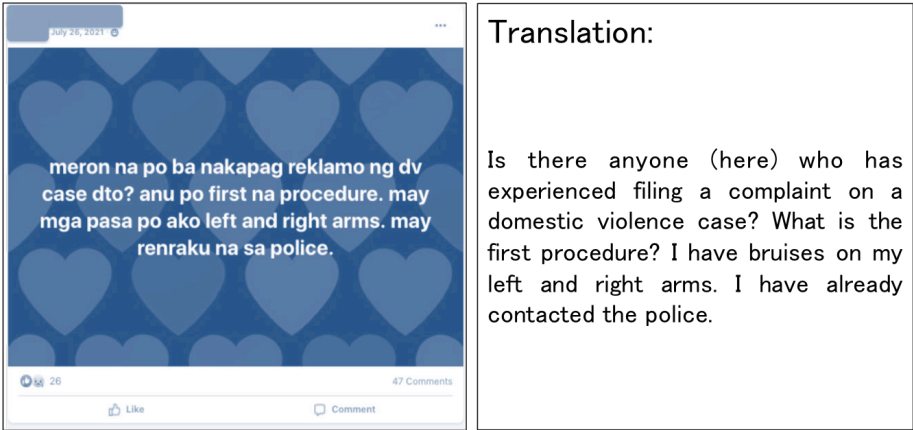 July 26, 2021 ·
...
meron na po ba nakapag reklamo ng dv
case dto? anu po first na procedure. may
mga pasa po ako left and right arms. may
renraku na sa police.
26
47 Comments
Like
Comment
Translation:
Is there anyone (here) who has
experienced filing a complaint on a
domestic violence case? What is the
first procedure? I have bruises on my
left and right arms. I have already
contacted the police.